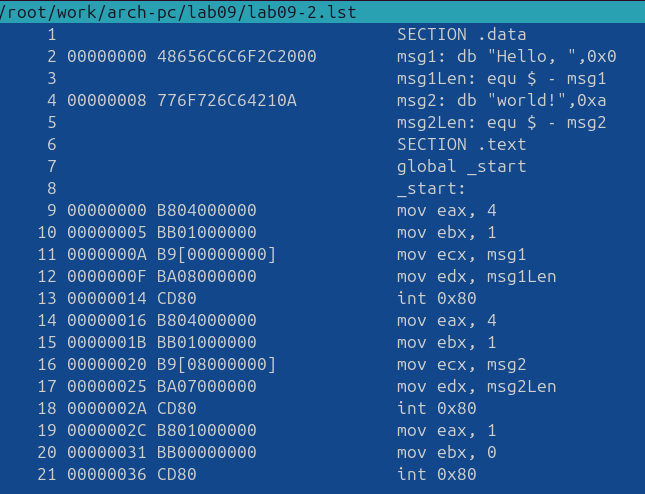 /root/work/arch-pc/lab09/lab09-2.lst
1 SECTION .data
2 00000000 48656C6C6F2C2000 msg1: db "Hello, ",0x0
3 msg1Len: equ $ - msg1
4 00000008 776F726C64210A msg2: db "world!",0xa
5 msg2Len: equ $ - msg2
6 SECTION .text
7 global _start
8 _start:
9 00000000 B804000000 mov eax, 4
10 00000005 BB01000000 mov ebx, 1
11 0000000A B9[00000000] mov ecx, msg1
12 0000000F BA08000000 mov edx, msg1Len
13 00000014 CD80 int 0x80
14 00000016 B804000000 mov eax, 4
15 0000001B BB01000000 mov ebx, 1
16 00000020 B9[08000000] mov ecx, msg2
17 00000025 BA07000000 mov edx, msg2Len
18 0000002A CD80 int 0x80
19 0000002C B801000000 mov eax, 1
20 00000031 BB00000000 mov ebx, 0
21 00000036 CD80 int 0x80